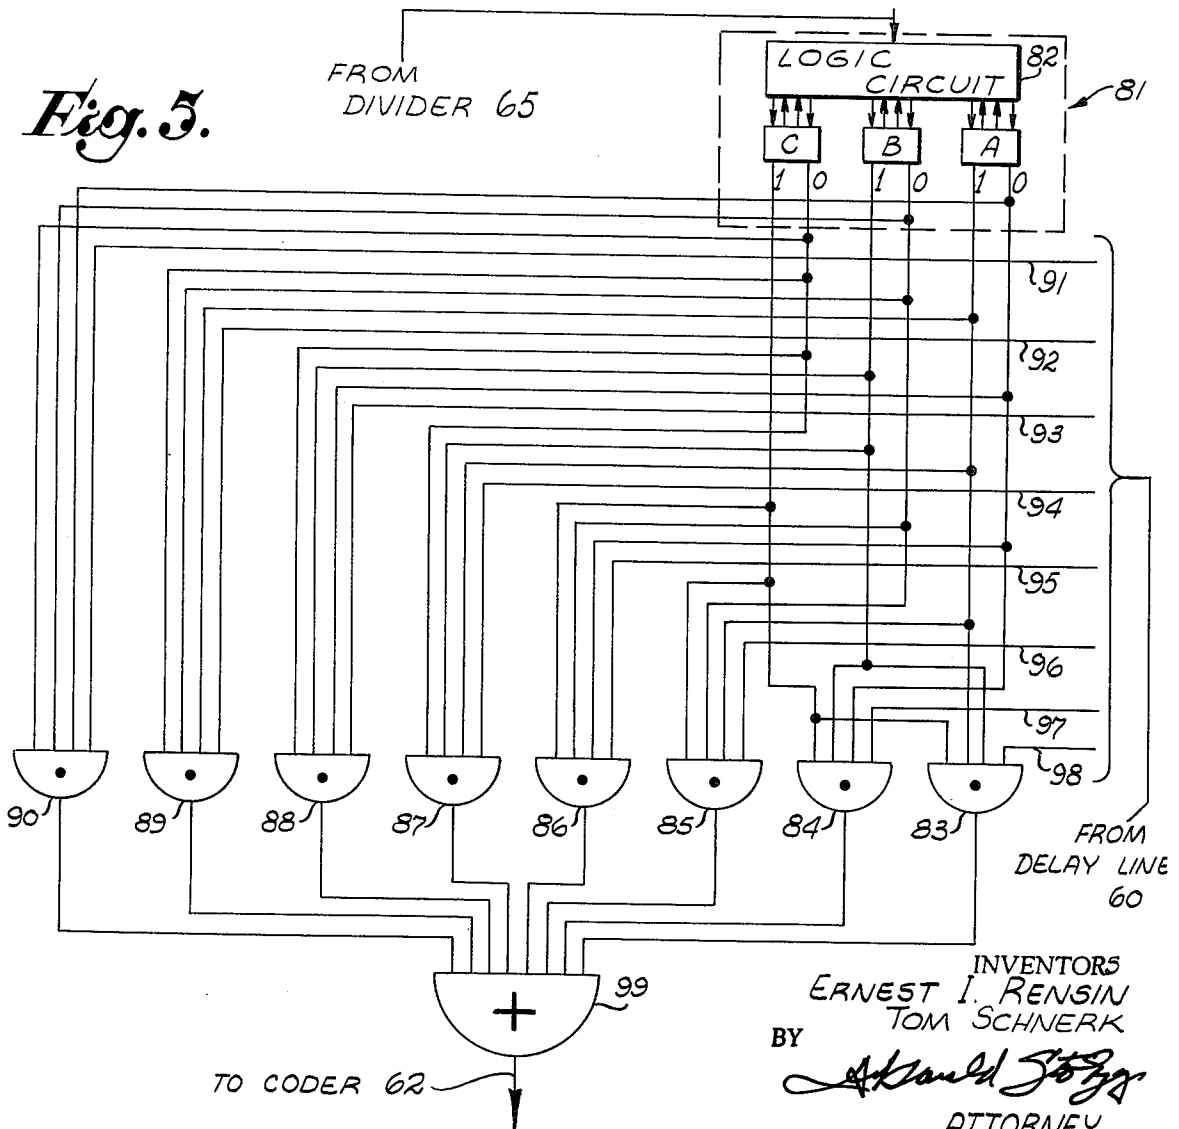 FROM
DIVIDER 65
Fig. 5.
LOGIC
CIRCUIT
82
81
C
B
A
1
0
1
0
1
0
91
92
93
94
95
96
97
98
90
89
88
87
86
85
84
83
FROM
DELAY LINE
60
+
99
TO CODER 62
INVENTORS
ERNEST I. RENSIN
TOM SCHNERK
BY
ATTORNEY